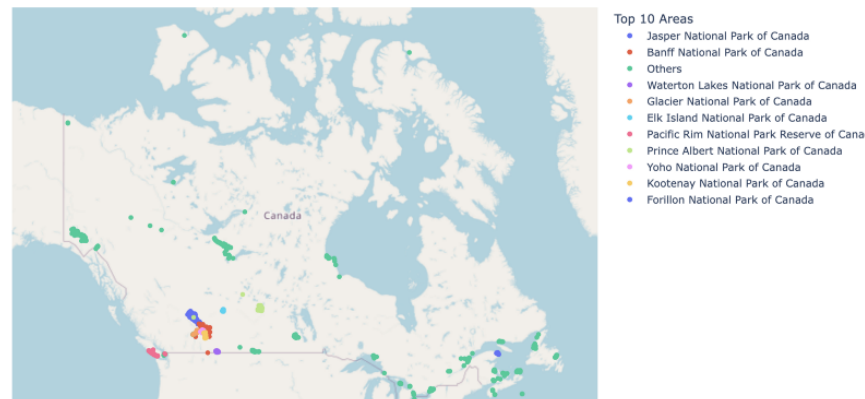 Top 10 Areas
Jasper National Park of Canada
Banff National Park of Canada
Others
Waterton Lakes National Park of Canada
Glacier National Park of Canada
Elk Island National Park of Canada
Pacific Rim National Park Reserve of Cana
Prince Albert National Park of Canada
Yoho National Park of Canada
Kootenay National Park of Canada
Forillon National Park of Canada
Canada